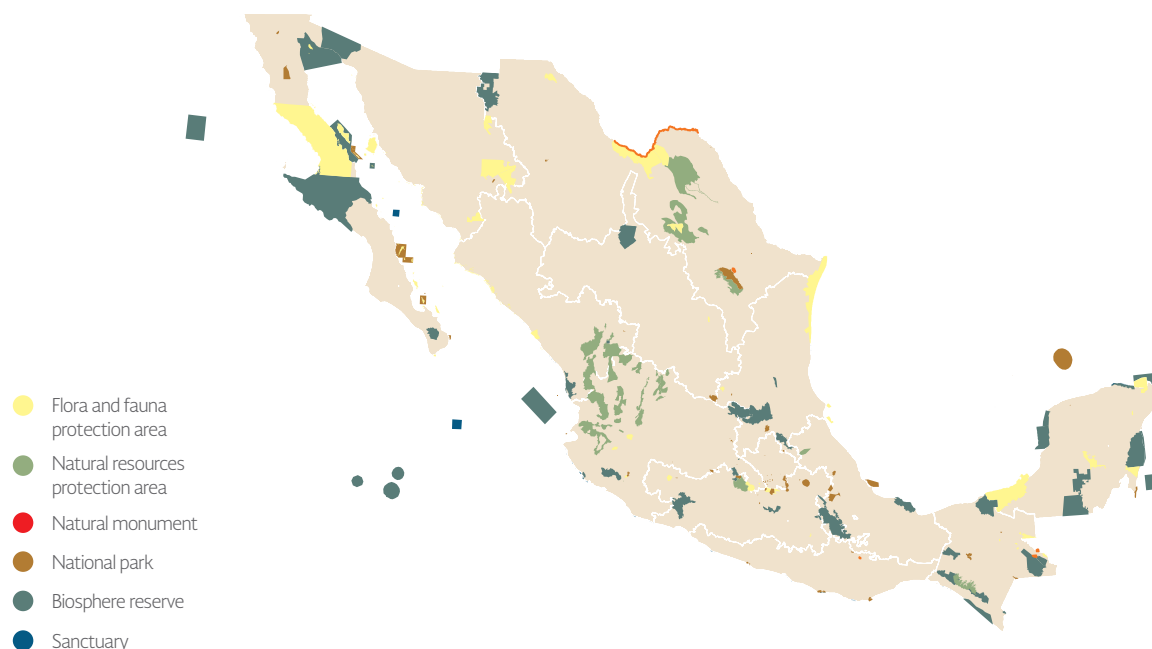 Flora and fauna
protection area
Natural resources
protection area
Natural monument
National park
Biosphere reserve
Sanctuary